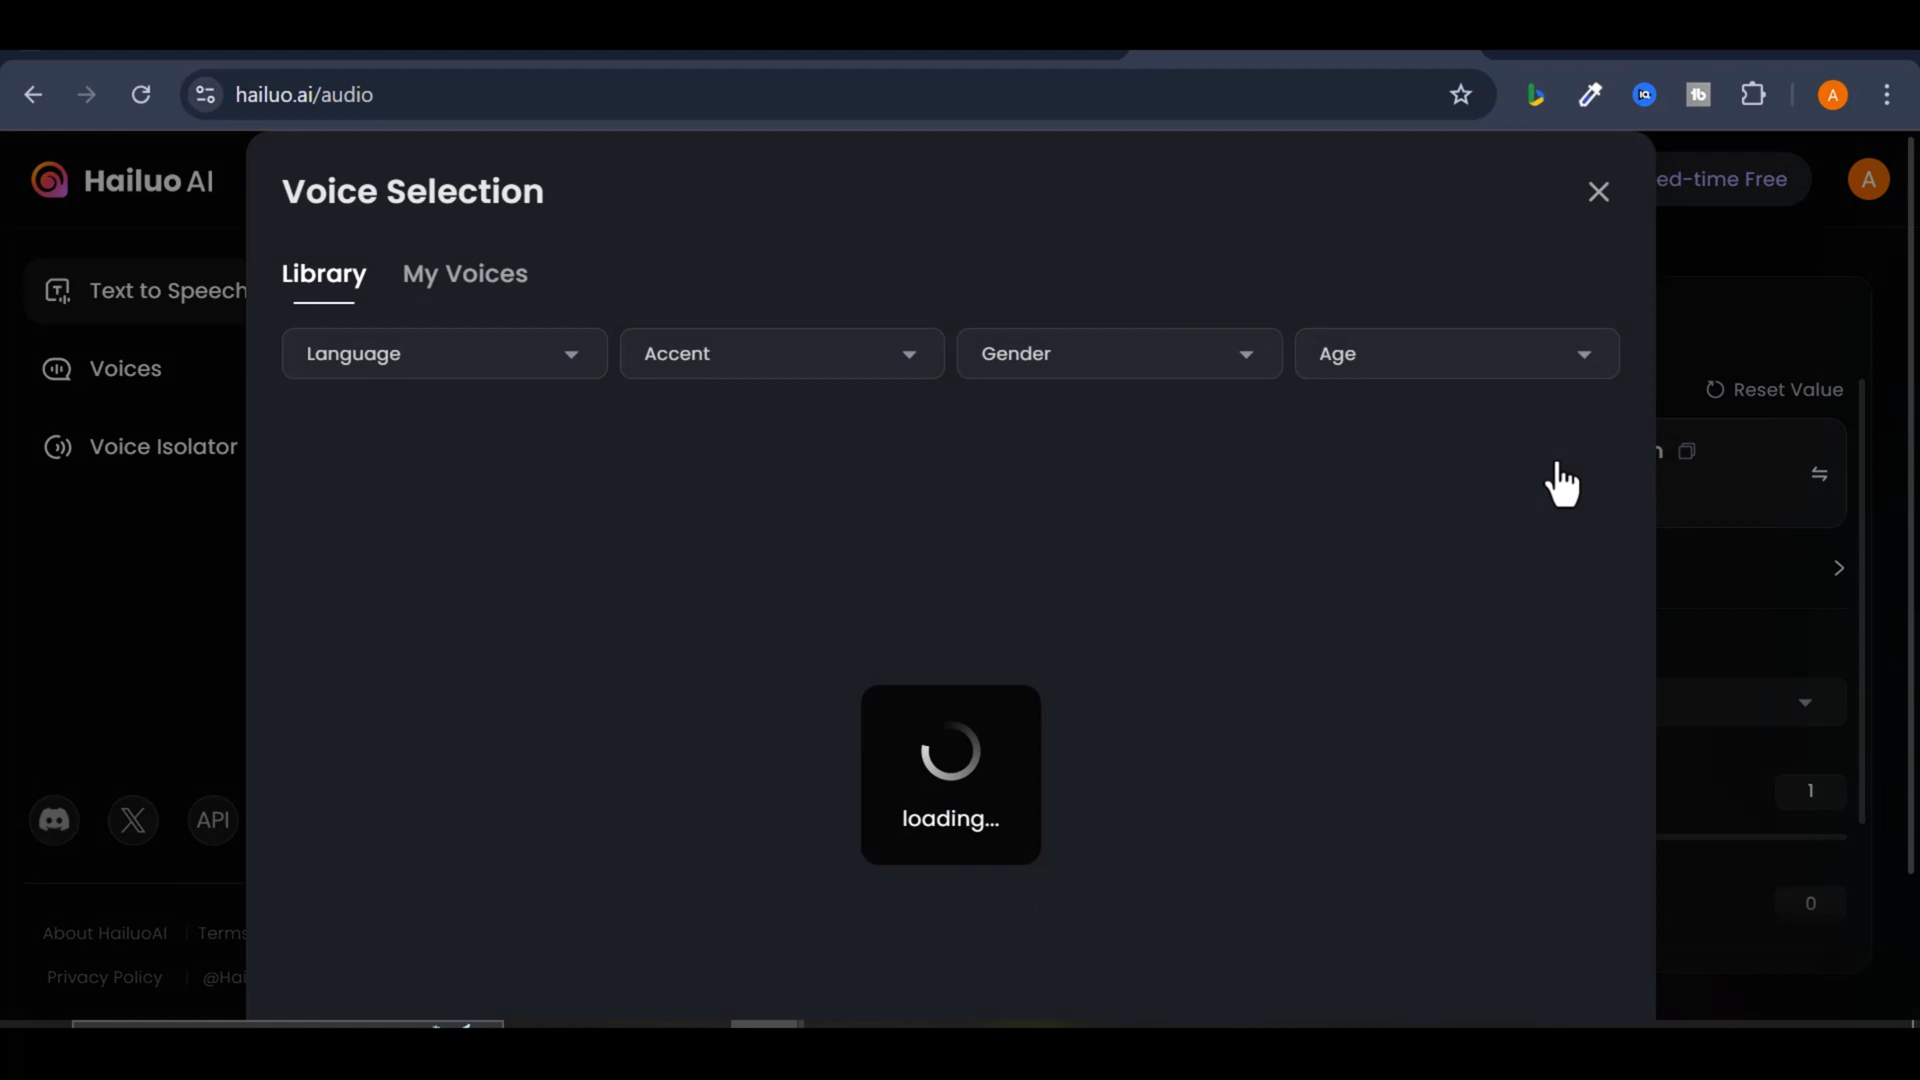 hailuo.ai/audio
A
Hailuo AI
Voice Selection
ed-time Free
A
Library
My Voices
Text to Speech
Language
Accent
Gender
Age
Voices
Reset Value
Voice Isolator
loading...
1
API
0
About HailuoAI
Terms
Privacy Policy
@Hai